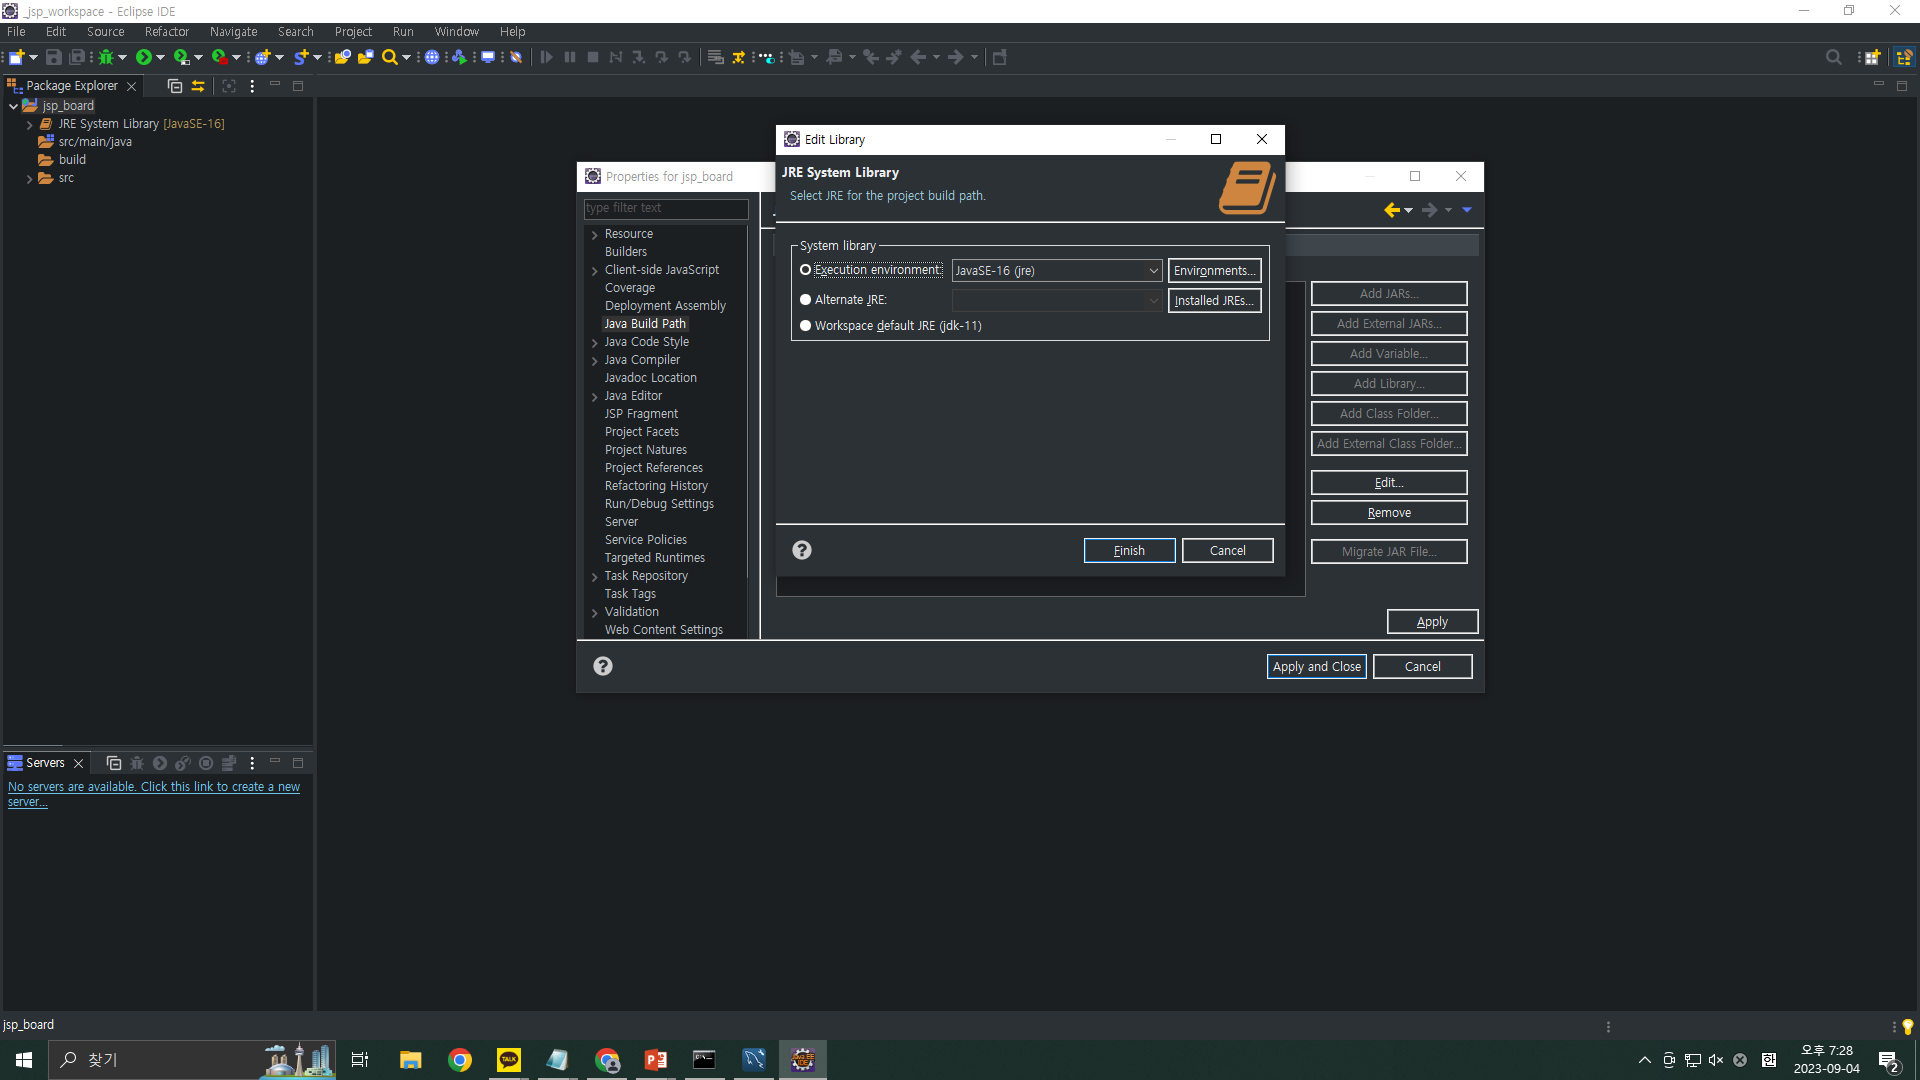 _jsp_workspace - Eclipse IDE
File Edit Source Refactor Navigate Search Project Run Window Help
Package Explorer
jsp_board
JRE System Library [JavaSE-16]
src/main/java
build
src
Properties for jsp_board
type filter text
Resource
Builders
Client-side JavaScript
Coverage
Deployment Assembly
Java Build Path
Java Code Style
Java Compiler
Javadoc Location
Java Editor
JSP Fragment
Project Facets
Project Natures
Project References
Refactoring History
Run/Debug Settings
Server
Service Policies
Targeted Runtimes
Task Repository
Task Tags
Validation
Web Content Settings
Edit Library
JRE System Library
Select JRE for the project build path.
System library
Execution environment: JavaSE-16 (jre) Environments...
Alternate JRE: Installed JREs...
Workspace default JRE (jdk-11)
Finish Cancel
Add JARs...
Add External JARs...
Add Variable...
Add Library...
Add Class Folder...
Add External Class Folder...
Edit...
Remove
Migrate JAR File...
Apply
Apply and Close Cancel
Servers
No servers are available. Click this link to create a new
server...
jsp_board
찾기
TALK
한
오후 7:28
2023-09-04
2